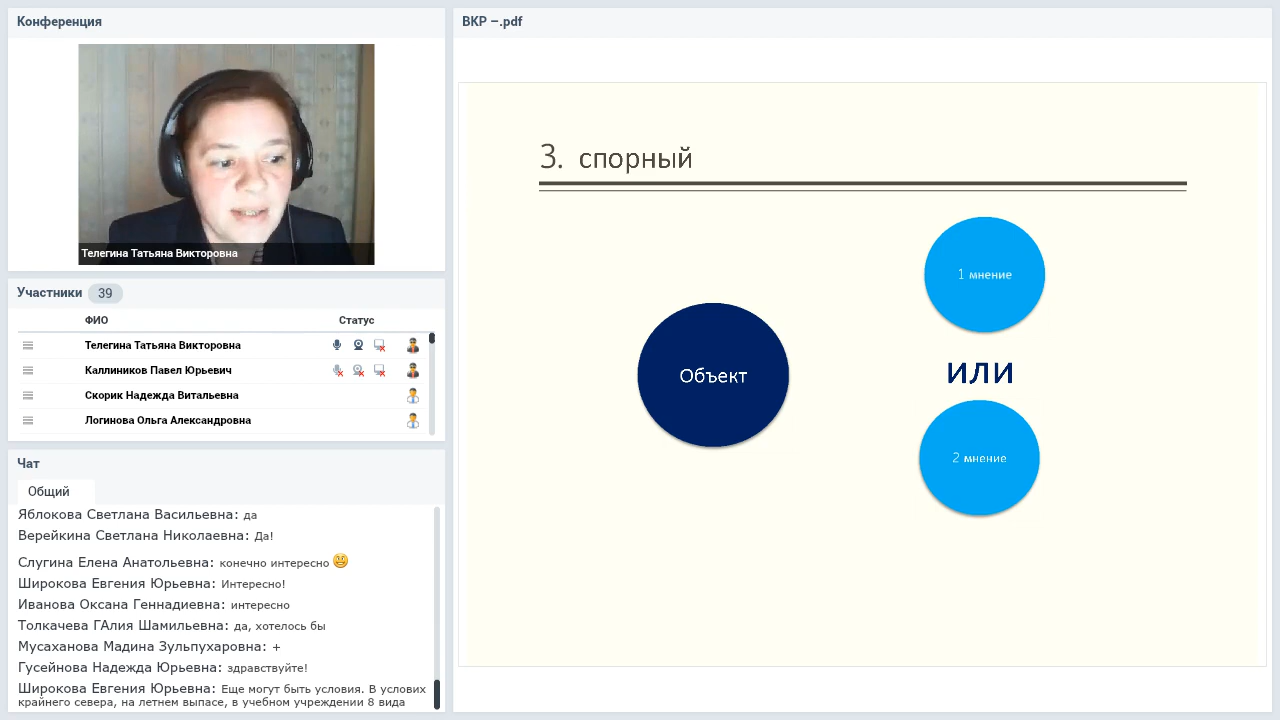 Конференция
Телегина Татьяна Викторовна
Участники 39
ФИО Статус
Телегина Татьяна Викторовна
Каллиников Павел Юрьевич
Скорик Надежда Витальевна
Логинова Ольга Александровна
Чат
Общий
Яблокова Светлана Васильевна: да
Верейкина Светлана Николаевна: Да!
Слугина Елена Анатольевна: конечно интересно
Широкова Евгения Юрьевна: Интересно!
Иванова Оксана Геннадиевна: интересно
Толкачева ГАлия Шамильевна: да, хотелось бы
Мусаханова Мадина Зульпухаровна: +
Гусейнова Надежда Юрьевна: здравствуйте!
Широкова Евгения Юрьевна: Еще могут быть условия. В услових
крайнего севера, на летнем выпасе, в учебном учреждении 8 вида
ВКР –.pdf
3. спорный
Объект
1 мнение
ИЛИ
2 мнение